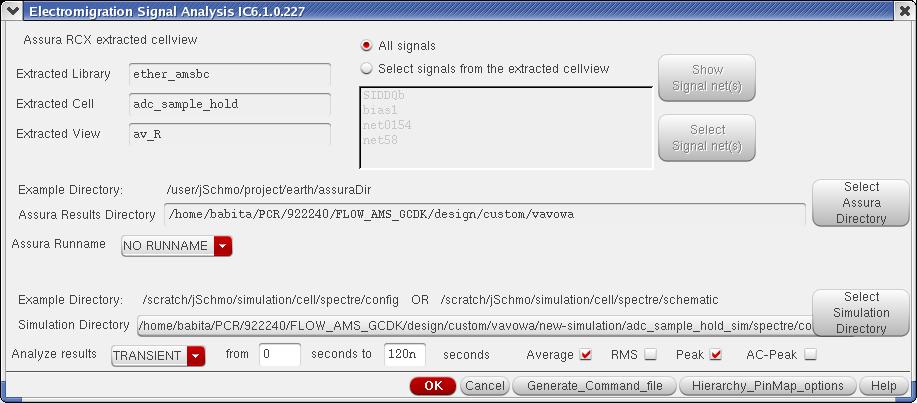 Electromigration Signal Analysis IC6.1.0.227
Assura RCX extracted cellview
All signals
Select signals from the extracted cellview
Extracted Library ether_amsbc
Extracted Cell adc_sample_hold
Extracted View av_R
SIDDQb
bias1
net0154
net58
Show
Signal net(s)
Select
Signal net(s)
Example Directory: /user/jSchmo/project/earth/assuraDir
Assura Results Directory /home/babita/PCR/922240/FLOW_AMS_GCDK/design/custom/vavowa
Select
Assura
Directory
Assura Runname NO RUNNAME
Example Directory: /scratch/jSchmo/simulation/cell/spectre/config OR /scratch/jSchmo/simulation/cell/spectre/schematic
Simulation Directory /home/babita/PCR/922240/FLOW_AMS_GCDK/design/custom/vavowa/new-simulation/adc_sample_hold_sim/spectre/co
Select
Simulation
Directory
Analyze results TRANSIENT from 0 seconds to 120n seconds Average RMS Peak AC-Peak
OK Cancel Generate_Command_file Hierarchy_PinMap_options Help